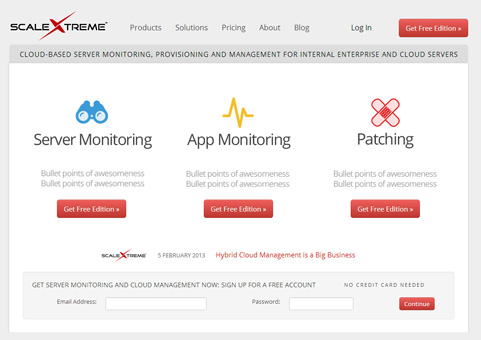 SCALEXTREME
Products Solutions Pricing About Blog Log In Get Free Edition »
CLOUD-BASED SERVER MONITORING, PROVISIONING AND MANAGEMENT FOR INTERNAL ENTERPRISE AND CLOUD SERVERS
Server Monitoring
Bullet points of awesomeness
Bullet points of awesomeness
Get Free Edition »
App Monitoring
Bullet points of awesomeness
Bullet points of awesomeness
Get Free Edition »
Patching
Bullet points of awesomeness
Bullet points of awesomeness
Get Free Edition »
SCALEXTREME 5 FEBRUARY 2013 Hybrid Cloud Management is a Big Business
GET SERVER MONITORING AND CLOUD MANAGEMENT NOW: SIGN UP FOR A FREE ACCOUNT NO CREDIT CARD NEEDED
Email Address: Password: Continue